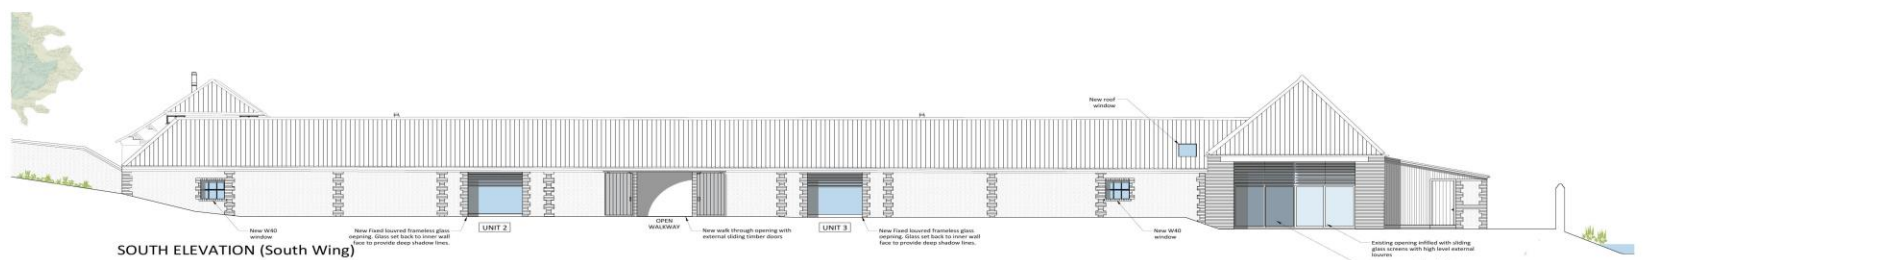 New roof
window
New W40
window
New Fixed louvred frameless glass
oepning. Glass set back to inner wall
face to provide deep shadow lines.
UNIT 2
OPEN
WALKWAY
New walk through opening with
external sliding timber doors
UNIT 3
New Fixed louvred frameless glass
oepning. Glass set back to inner wall
face to provide deep shadow lines.
New W40
window
Existing opening infilled with sliding
glass screens with high level external
louvres
SOUTH ELEVATION (South Wing)